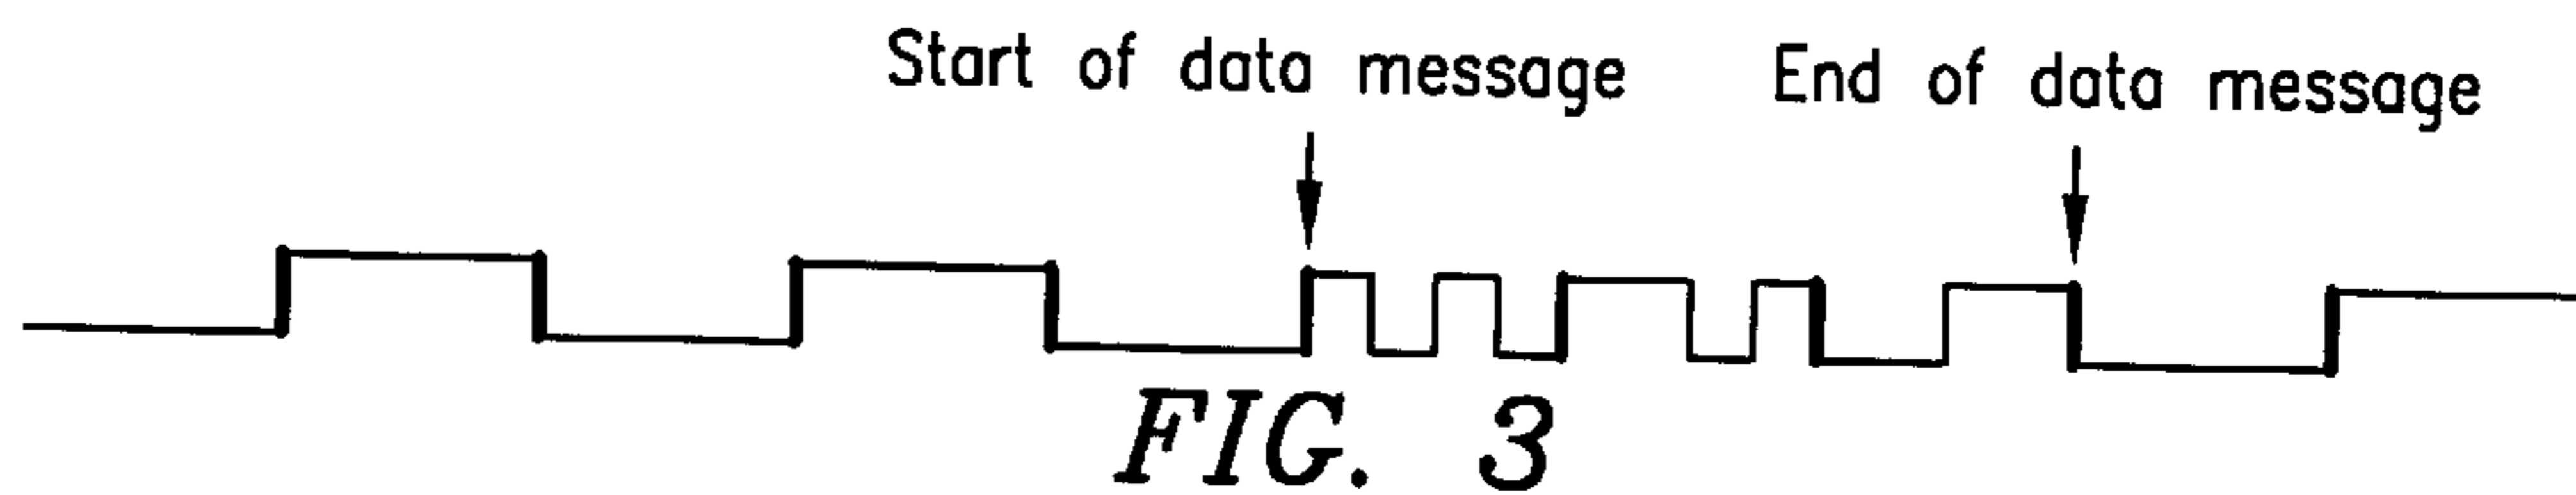 Start of data message
End of data message
FIG. 3